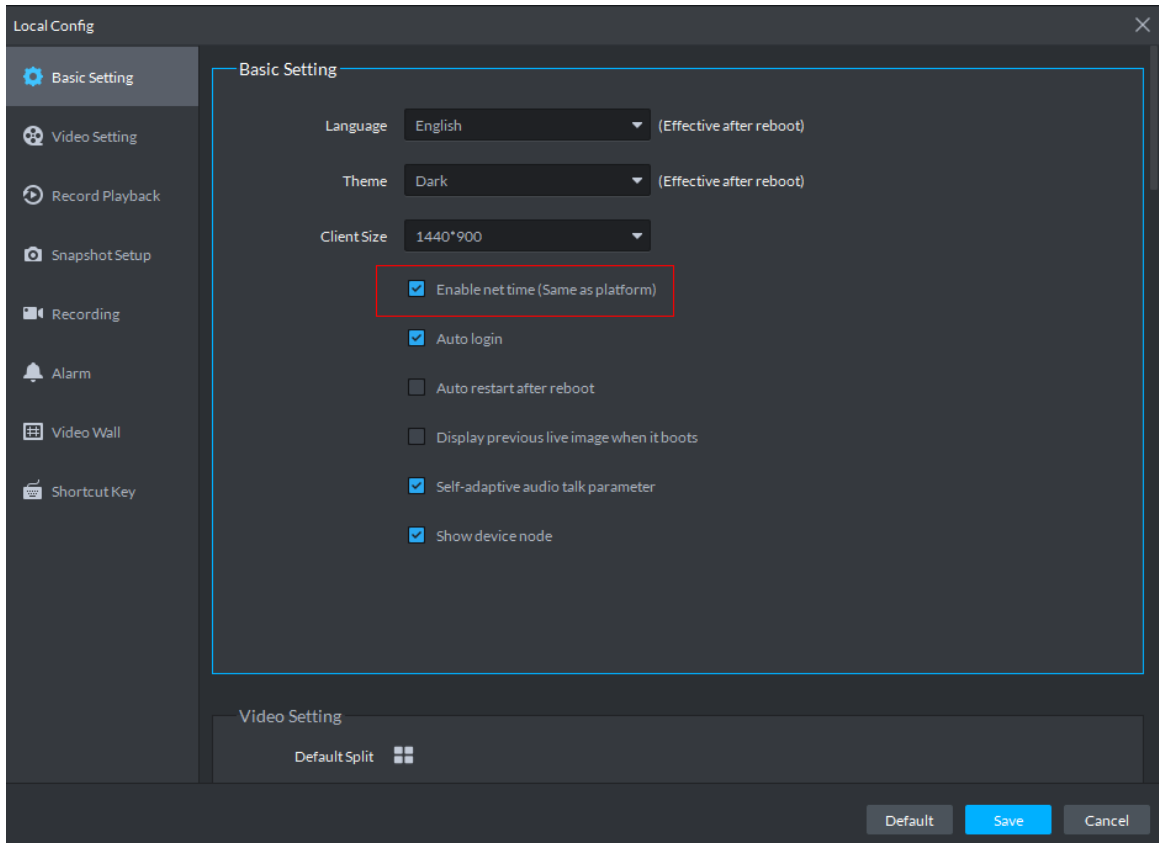 Local Config
Basic Setting
Video Setting
Record Playback
Snapshot Setup
Recording
Alarm
Video Wall
Shortcut Key
Basic Setting
Language English (Effective after reboot)
Theme Dark (Effective after reboot)
Client Size 1440*900
Enable net time (Same as platform)
Auto login
Auto restart after reboot
Display previous live image when it boots
Self-adaptive audio talk parameter
Show device node
Video Setting
Default Split
Default Save Cancel